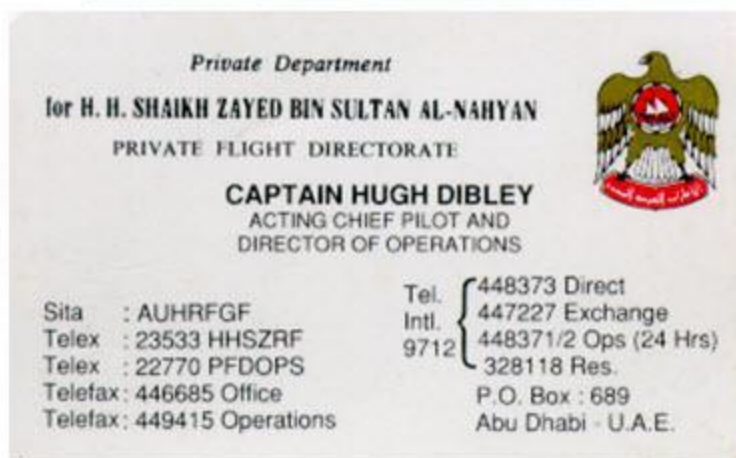 Private Department
for H. H. SHAIKH ZAYED BIN SULTAN AL-NAHYAN
PRIVATE FLIGHT DIRECTORATE
CAPTAIN HUGH DIBLEY
ACTING CHIEF PILOT AND
DIRECTOR OF OPERATIONS
Sita : AUHRFGF
Telex : 23533 HHSZRF
Telex : 22770 PFDOPS
Telefax : 446685 Office
Telefax : 449415 Operations
Tel. Intl. 9712
448373 Direct
447227 Exchange
448371/2 Ops (24 Hrs)
328118 Res.
P.O. Box : 689
Abu Dhabi - U.A.E.